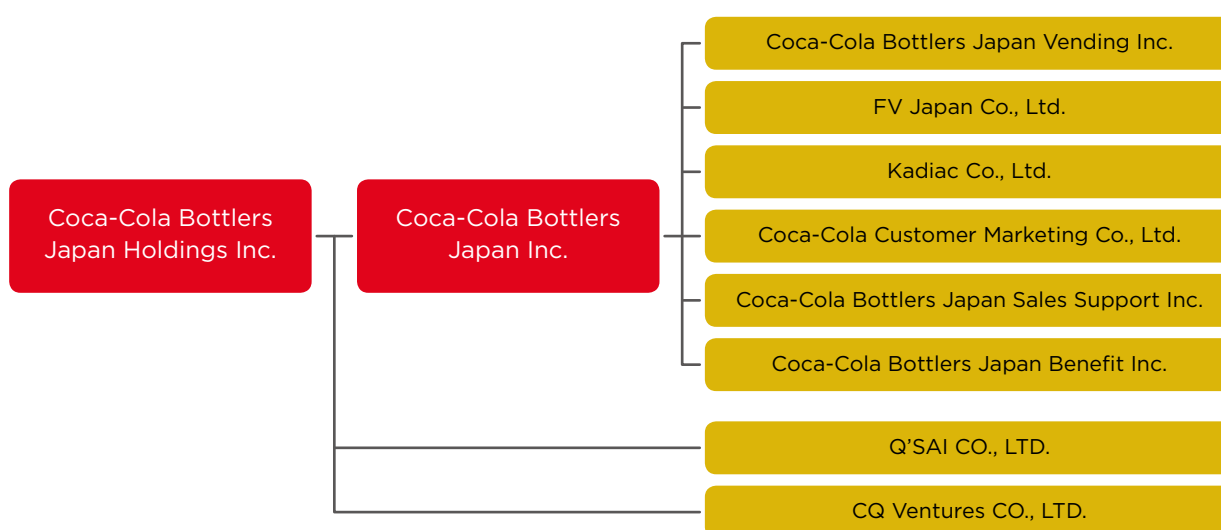 Coca-Cola Bottlers
Japan Holdings Inc.
Coca-Cola Bottlers
Japan Inc.
Coca-Cola Bottlers Japan Vending Inc.
FV Japan Co., Ltd.
Kadiac Co., Ltd.
Coca-Cola Customer Marketing Co., Ltd.
Coca-Cola Bottlers Japan Sales Support Inc.
Coca-Cola Bottlers Japan Benefit Inc.
Q’SAI CO., LTD.
CQ Ventures CO., LTD.